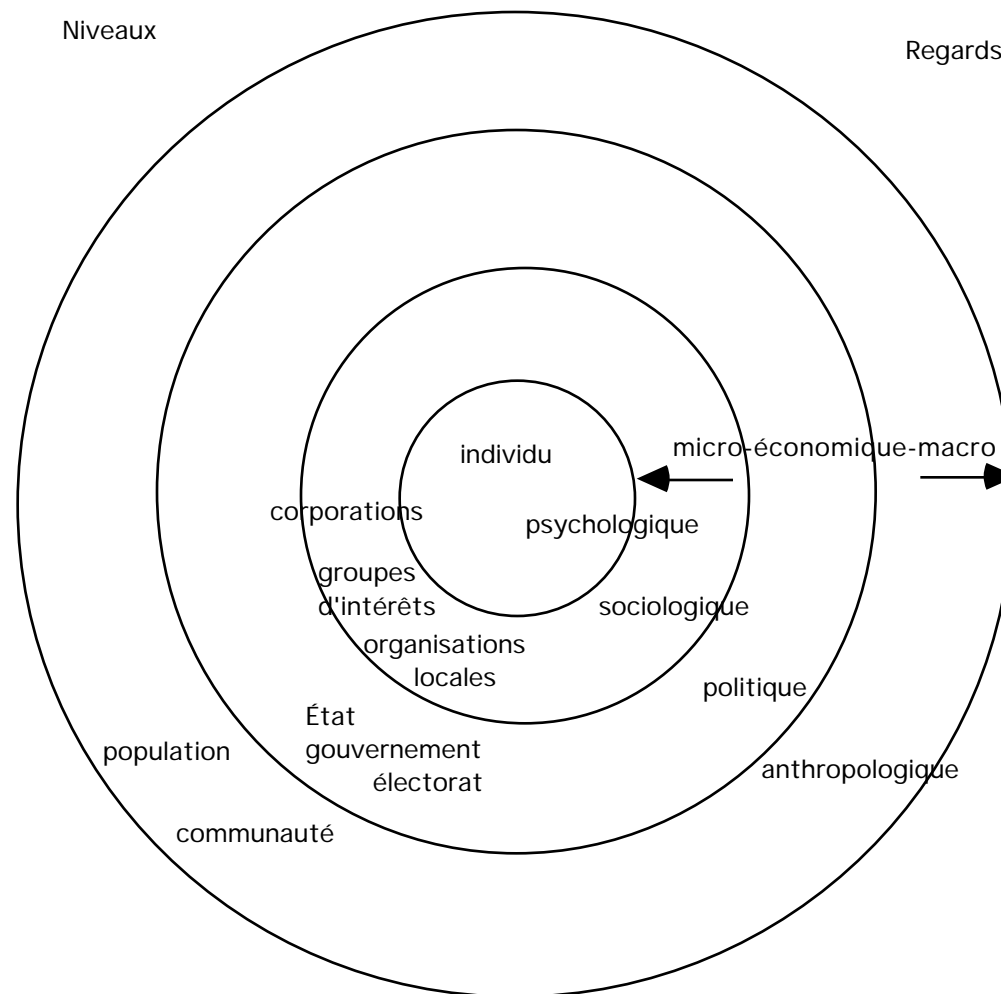 Niveaux
Regards
individu
micro-économique-macro
corporations
psychologique
groupes
d'intérêts
sociologique
organisations
locales
politique
État
gouvernement
électorat
population
anthropologique
communauté